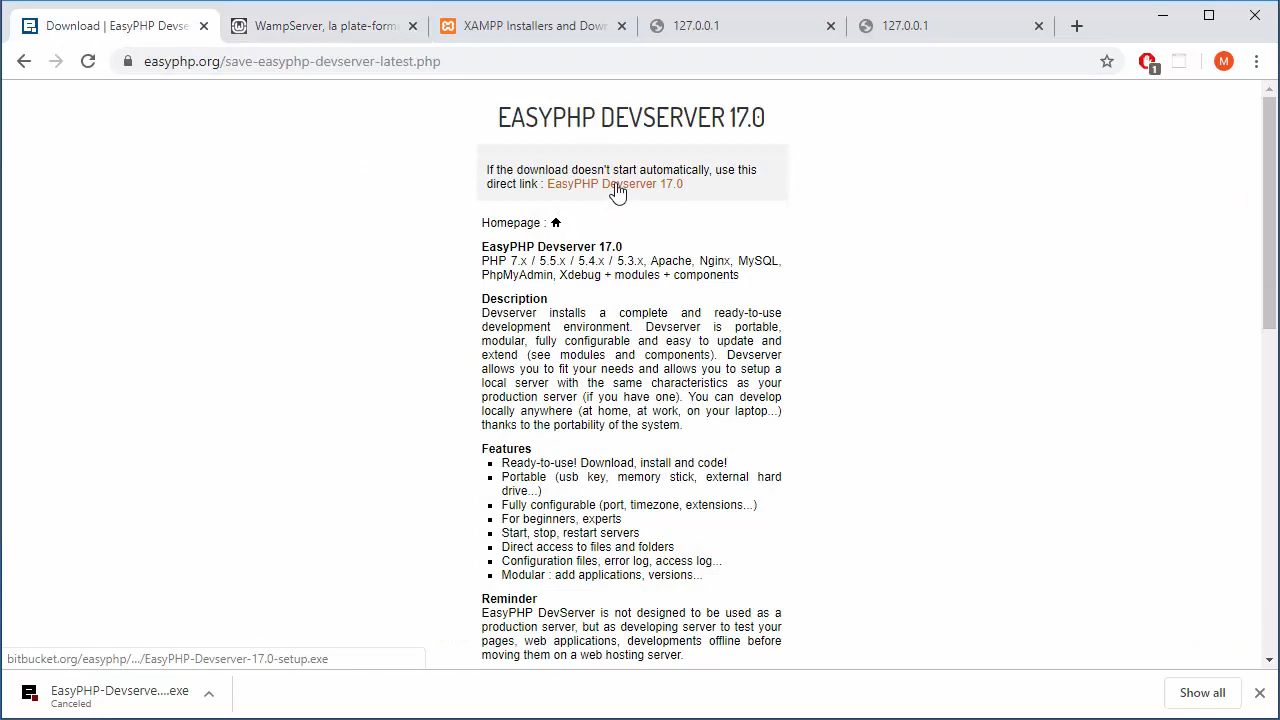 Download | EasyPHP Devse
WampServer, la plate-form
XAMPP Installers and Dow
127.0.0.1
127.0.0.1
easyphp.org/save-easyphp-devserver-latest.php
1
M
EASYPHP DEVSERVER 17.0
If the download doesn't start automatically, use this
direct link : EasyPHP Devserver 17.0
Homepage :
EasyPHP Devserver 17.0
PHP 7.x / 5.5.x / 5.4.x / 5.3.x, Apache, Nginx, MySQL,
PhpMyAdmin, Xdebug + modules + components
Description
Devserver installs a complete and ready-to-use
development environment. Devserver is portable,
modular, fully configurable and easy to update and
extend (see modules and components). Devserver
allows you to fit your needs and allows you to setup a
local server with the same characteristics as your
production server (if you have one). You can develop
locally anywhere (at home, at work, on your laptop...)
thanks to the portability of the system.
Features
Ready-to-use! Download, install and code!
Portable (usb key, memory stick, external hard
drive...)
Fully configurable (port, timezone, extensions...)
For beginners, experts
Start, stop, restart servers
Direct access to files and folders
Configuration files, error log, access log...
Modular : add applications, versions...
Reminder
EasyPHP DevServer is not designed to be used as a
production server, but as developing server to test your
pages, web applications, developments offline before
moving them on a web hosting server.
bitbucket.org/easyphp/.../EasyPHP-Devserver-17.0-setup.exe
EasyPHP-Devserve....exe
Canceled
Show all